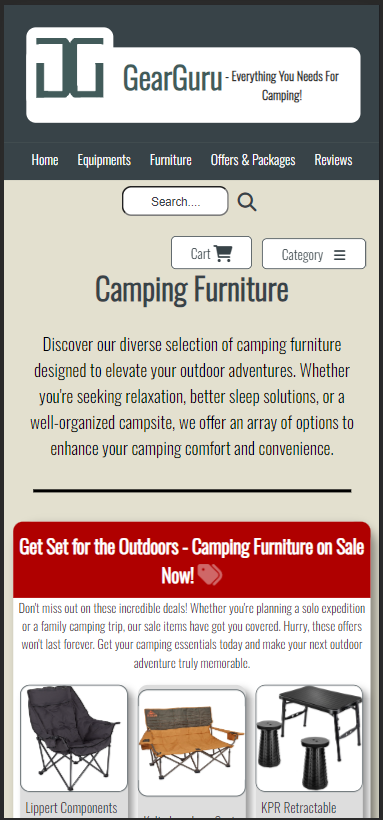 GearGuru - Everything You Needs For
Camping!
Home Equipments Furniture Offers & Packages Reviews
Search....
Cart Category
Camping Furniture
Discover our diverse selection of camping furniture
designed to elevate your outdoor adventures. Whether
you're seeking relaxation, better sleep solutions, or a
well-organized campsite, we offer an array of options to
enhance your camping comfort and convenience.
Get Set for the Outdoors - Camping Furniture on Sale
Now!
Don't miss out on these incredible deals! Whether you're planning a solo expedition
or a family camping trip, our sale items have got you covered. Hurry, these offers
won't last forever. Get your camping essentials today and make your next outdoor
adventure truly memorable.
Lippert Components
KPR Retractable